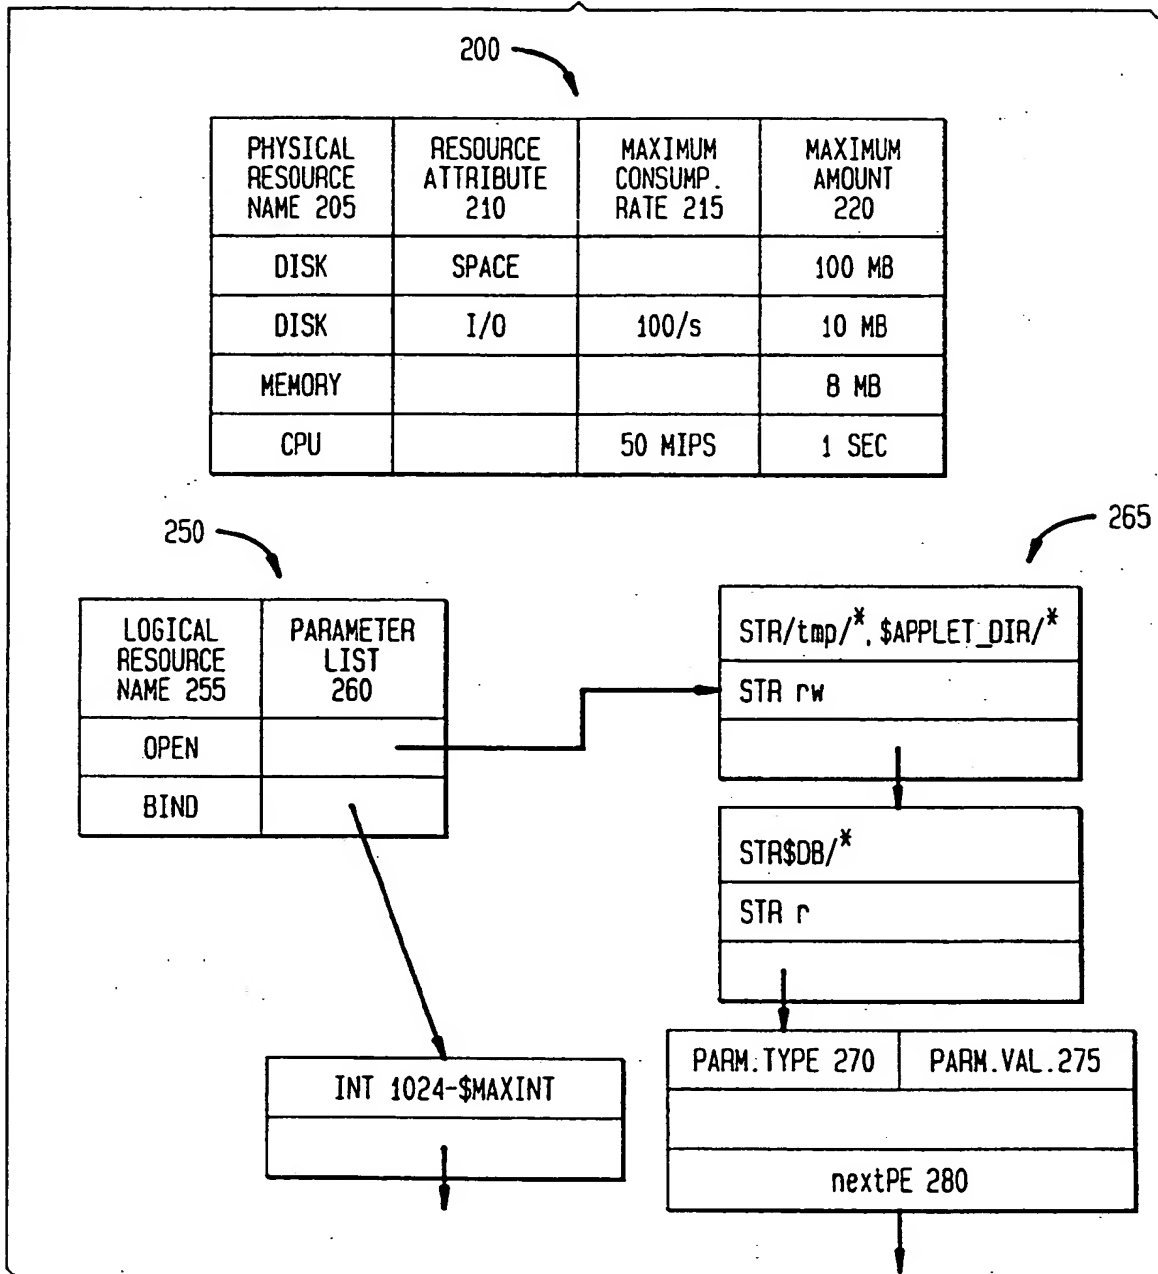 200
PHYSICAL
RESOURCE
NAME 205
RESOURCE
ATTRIBUTE
210
MAXIMUM
CONSUMP.
RATE 215
MAXIMUM
AMOUNT
220
DISK
SPACE
100 MB
DISK
I/O
100/s
10 MB
MEMORY
8 MB
CPU
50 MIPS
1 SEC
250
265
LOGICAL
RESOURCE
NAME 255
PARAMETER
LIST
260
OPEN
BIND
STR/tmp/*, $APPLET_DIR/*
STR rw
STR$DB/*
STR r
PARM.TYPE 270
PARM.VAL.275
nextPE 280
INT 1024-$MAXINT